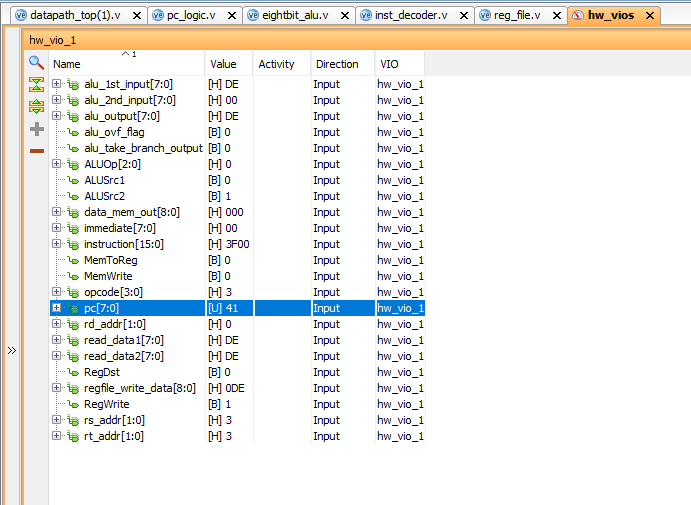 datapath_top(1).v pc_logic.v eightbit_alu.v inst_decoder.v reg_file.v hw_vios
hw_vio_1
Name 1 Value Activity Direction VIO
alu_1st_input[7:0] [H] DE Input hw_vio_1
alu_2nd_input[7:0] [H] 00 Input hw_vio_1
alu_output[7:0] [H] DE Input hw_vio_1
alu_ovf_flag [B] 0 Input hw_vio_1
alu_take_branch_output [B] 0 Input hw_vio_1
ALUOp[2:0] [H] 0 Input hw_vio_1
ALUSrc1 [B] 0 Input hw_vio_1
ALUSrc2 [B] 1 Input hw_vio_1
data_mem_out[8:0] [H] 000 Input hw_vio_1
immediate[7:0] [H] 00 Input hw_vio_1
instruction[15:0] [H] 3F00 Input hw_vio_1
MemToReg [B] 0 Input hw_vio_1
MemWrite [B] 0 Input hw_vio_1
opcode[3:0] [H] 3 Input hw_vio_1
pc[7:0] [U] 41 Input hw_vio_1
rd_addr[1:0] [H] 0 Input hw_vio_1
read_data1[7:0] [H] DE Input hw_vio_1
read_data2[7:0] [H] DE Input hw_vio_1
RegDst [B] 0 Input hw_vio_1
regfile_write_data[8:0] [H] 0DE Input hw_vio_1
RegWrite [B] 1 Input hw_vio_1
rs_addr[1:0] [H] 3 Input hw_vio_1
rt_addr[1:0] [H] 3 Input hw_vio_1